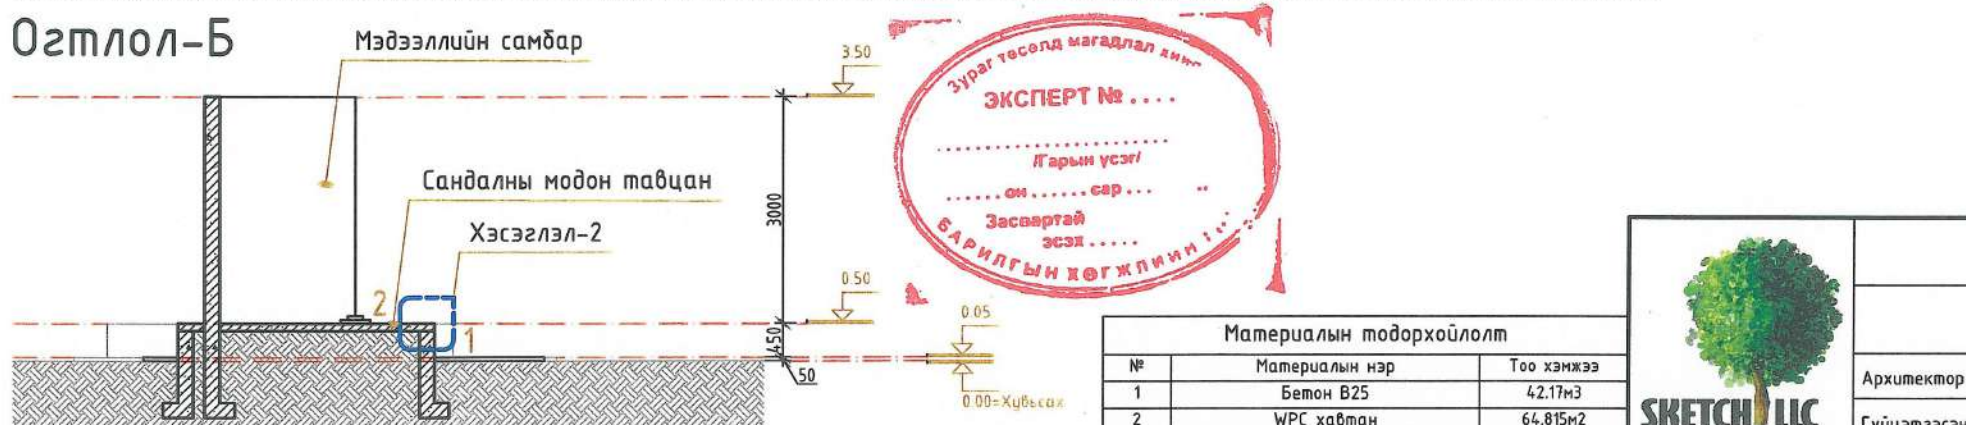 Огтлол-Б
Мэдээллийн самбар
Сандалны модон тавцан
Хэсэглэл-2
2
1
3.50
3000
0.50
450
50
0.05
0.00=Хувьсах
Зураг төсөлд магадлал
ЭКСПЕРТ № . . . .
/Гарын үсэг/
. . . . . . он . . . . . . сар . . .
Засвартай
эсэх . . . . .
БАРИЛГЫН ХӨГЖЛИЙН
Материалын тодорхойлолт
№ Материалын нэр Тоо хэмжээ
1 Бетон B25 42.17м3
2 WPC хавтан 64.815м2
SKETCH LLC
Архитектор